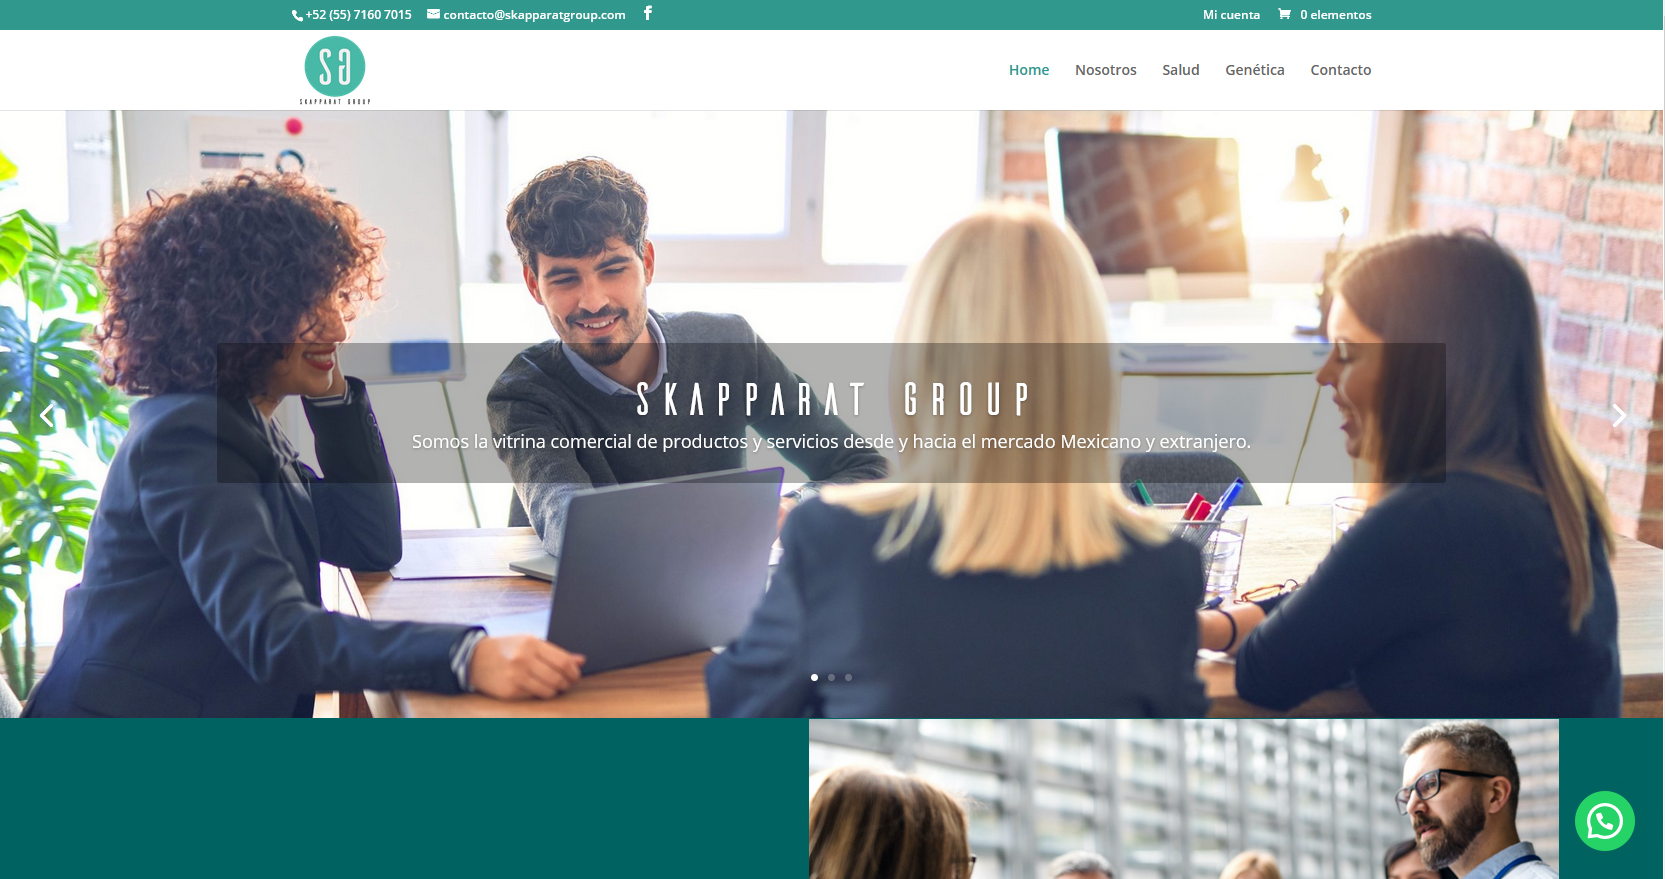 +52 (55) 7160 7015 contacto@skapparatgroup.com Mi cuenta 0 elementos
SG
SKAPPARAT GROUP
Home Nosotros Salud Genética Contacto
SKAPPARAT GROUP
Somos la vitrina comercial de productos y servicios desde y hacia el mercado Mexicano y extranjero.